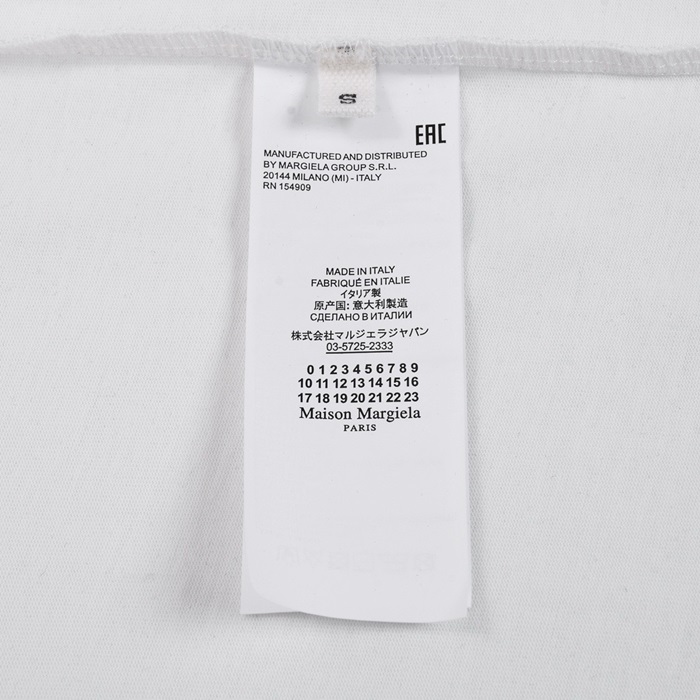 S
EAC
MANUFACTURED AND DISTRIBUTED
BY MARGIELA GROUP S.R.L.
20144 MILANO (MI) - ITALY
RN 154909
MADE IN ITALY
FABRIQUÉ EN ITALIE
イタリア製
原产国: 意大利製造
СДЕЛАНО В ИТАЛИИ
株式会社マルジェラジャパン
03-5725-2333
0 1 2 3 4 5 6 7 8 9
10 11 12 13 14 15 16
17 18 19 20 21 22 23
Maison Margiela
PARIS